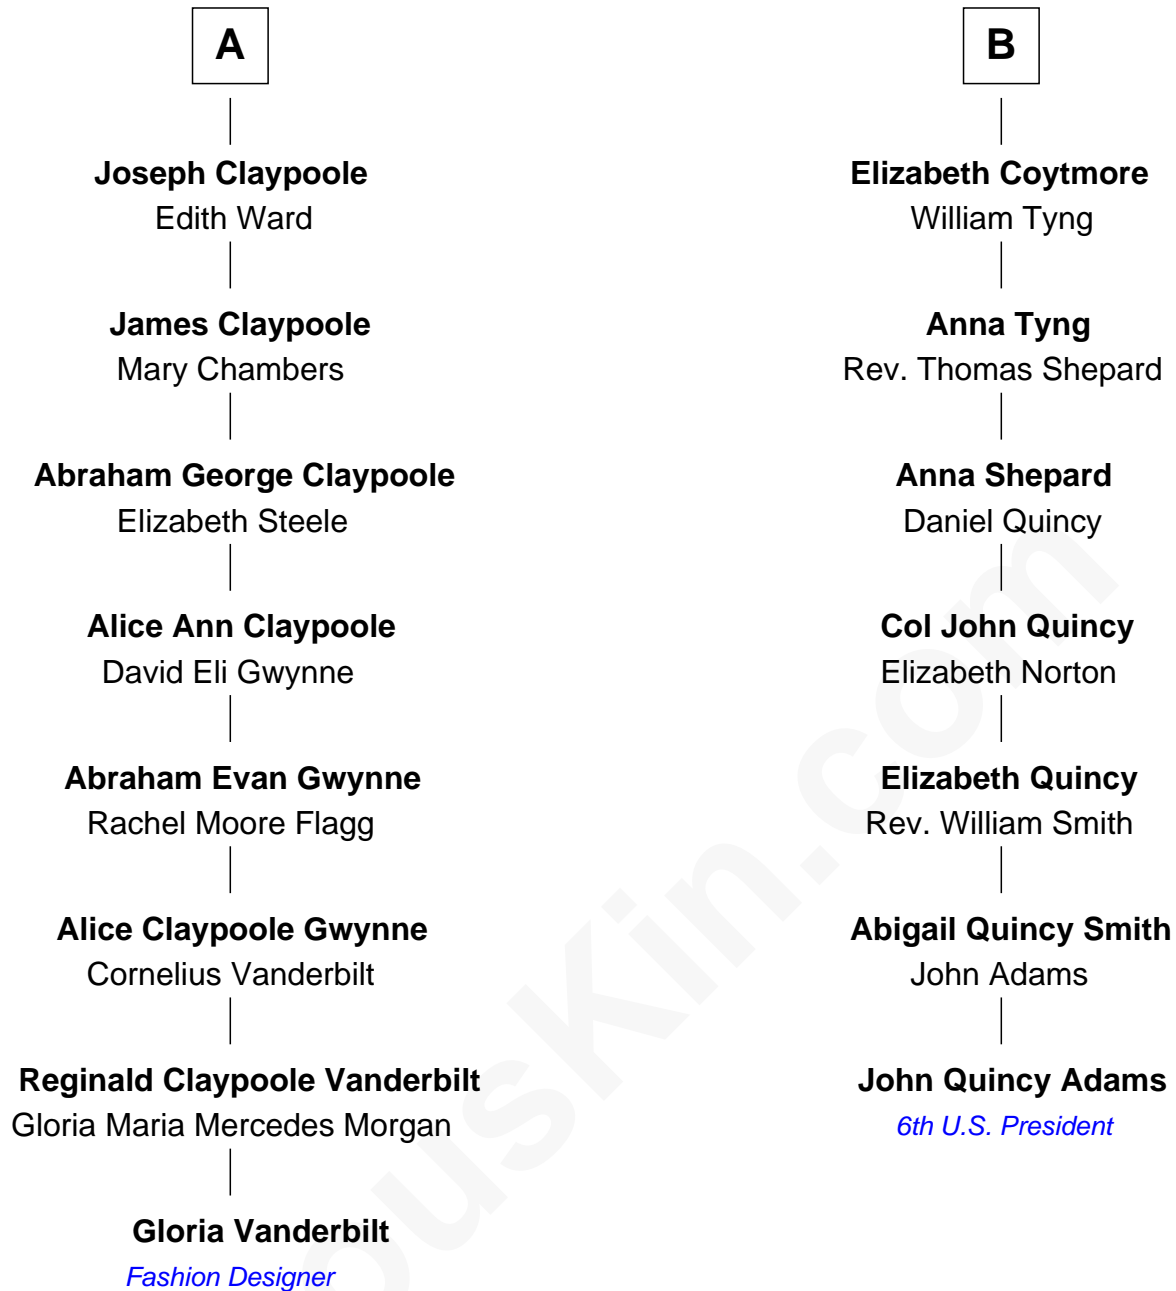 A
Joseph Claypoole
Edith Ward
James Claypoole
Mary Chambers
Abraham George Claypoole
Elizabeth Steele
Alice Ann Claypoole
David Eli Gwynne
Abraham Evan Gwynne
Rachel Moore Flagg
Alice Claypoole Gwynne
Cornelius Vanderbilt
Reginald Claypoole Vanderbilt
Gloria Maria Mercedes Morgan
Gloria Vanderbilt
Fashion Designer
B
Elizabeth Coytmore
William Tyng
Anna Tyng
Rev. Thomas Shepard
Anna Shepard
Daniel Quincy
Col John Quincy
Elizabeth Norton
Elizabeth Quincy
Rev. William Smith
Abigail Quincy Smith
John Adams
John Quincy Adams
6th U.S. President
ousKin.com